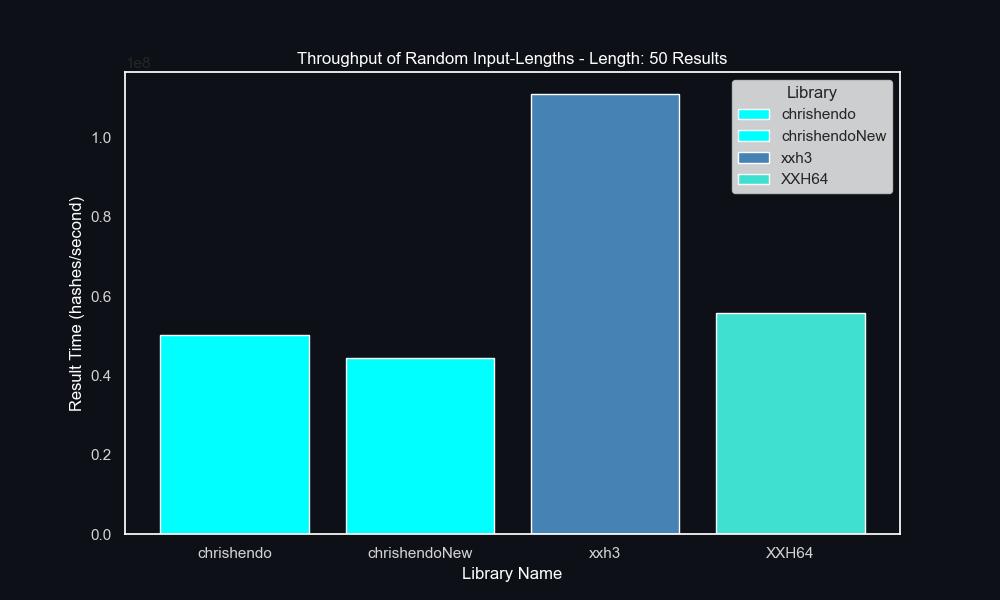 Throughput of Random Input-Lengths - Length: 50 Results
1e8
Library
chrishendo
chrishendoNew
xxh3
XXH64
1.0
0.8
0.6
0.4
0.2
0.0
Result Time (hashes/second)
chrishendo
chrishendoNew
xxh3
XXH64
Library Name